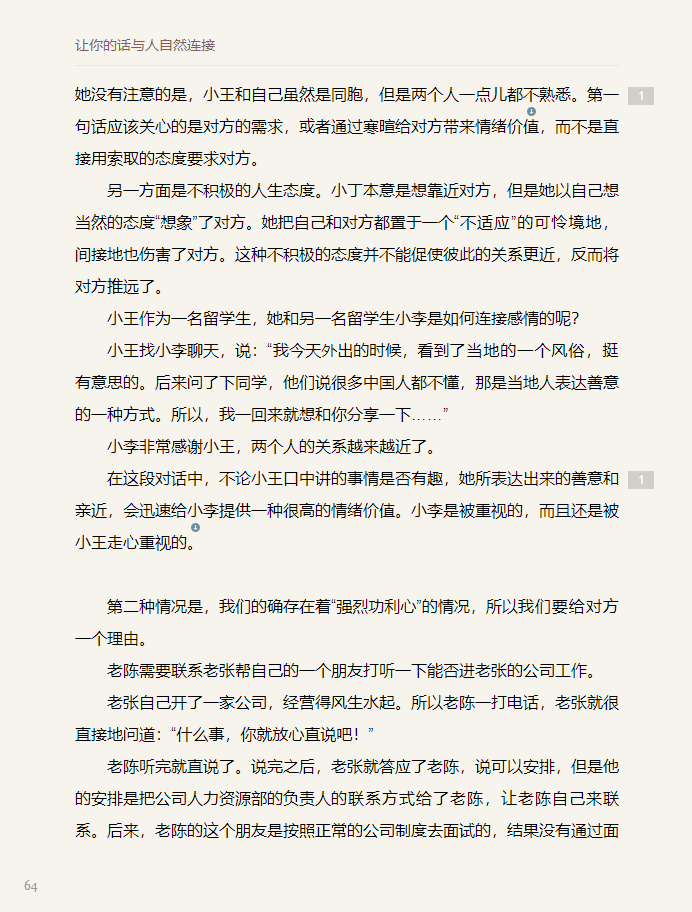 让你的话与人自然连接
她没有注意的是，小王和自己虽然是同胞，但是两个人一点儿都不熟悉。第一
1
句话应该关心的是对方的需求，或者通过寒暄给对方带来情绪价值，而不是直
接用索取的态度要求对方。
另一方面是不积极的人生态度。小丁本意是想靠近对方，但是她以自己想
当然的态度“想象”了对方。她把自己和对方都置于一个“不适应”的可怜境地，
间接地也伤害了对方。这种不积极的态度并不能促使彼此的关系更近，反而将
对方推远了。
小王作为一名留学生，她和另一名留学生小李是如何连接感情的呢？
小王找小李聊天，说：“我今天外出的时候，看到了当地的一个风俗，挺
有意思的。后来问了下同学，他们说很多中国人都不懂，那是当地人表达善意
的一种方式。所以，我一回来就想和你分享一下……”
小李非常感谢小王，两个人的关系越来越近了。
在这段对话中，不论小王口中讲的事情是否有趣，她所表达出来的善意和
1
亲近，会迅速给小李提供一种很高的情绪价值。小李是被重视的，而且还是被
小王走心重视的。
第二种情况是，我们的确存在着“强烈功利心”的情况，所以我们要给对方
一个理由。
老陈需要联系老张帮自己的一个朋友打听一下能否进老张的公司工作。
老张自己开了一家公司，经营得风生水起。所以老陈一打电话，老张就很
直接地问道：“什么事，你就放心直说吧！”
老陈听完就直说了。说完之后，老张就答应了老陈，说可以安排，但是他
的安排是把公司人力资源部的负责人的联系方式给了老陈，让老陈自己来联
系。后来，老陈的这个朋友是按照正常的公司制度去面试的，结果没有通过面
64